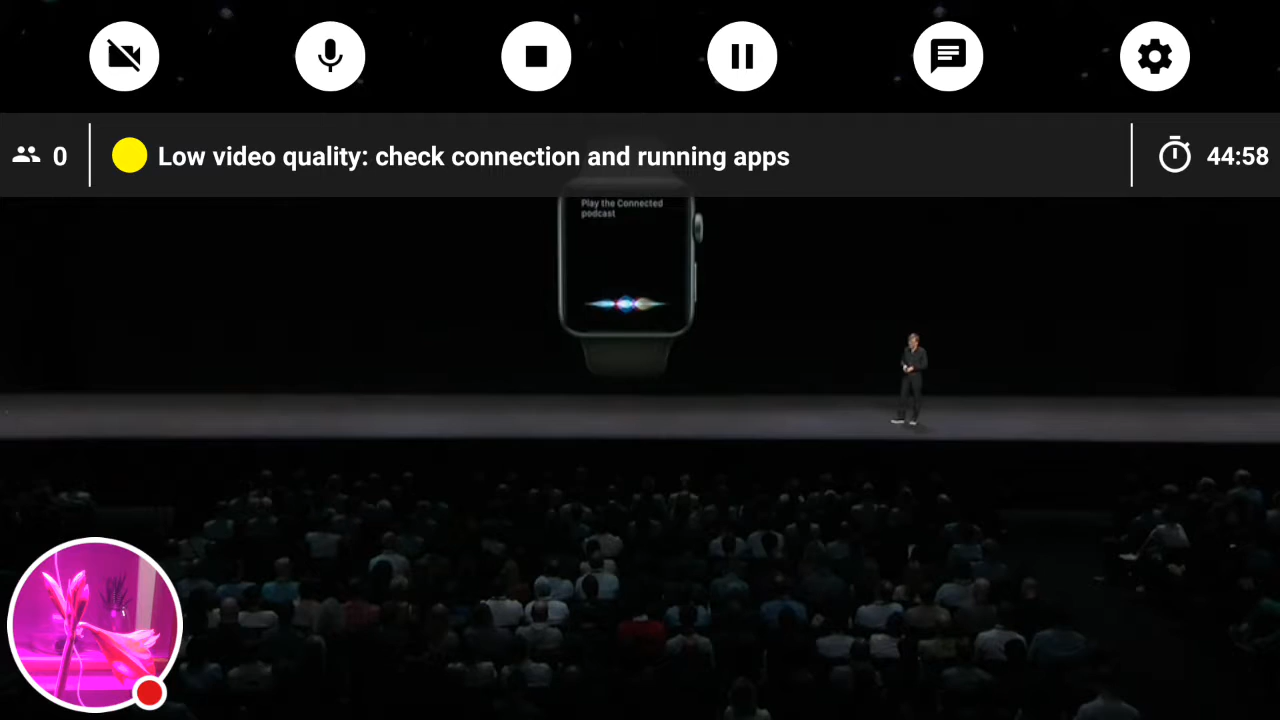 0
Low video quality: check connection and running apps
44:58
Play the Connected
podcast